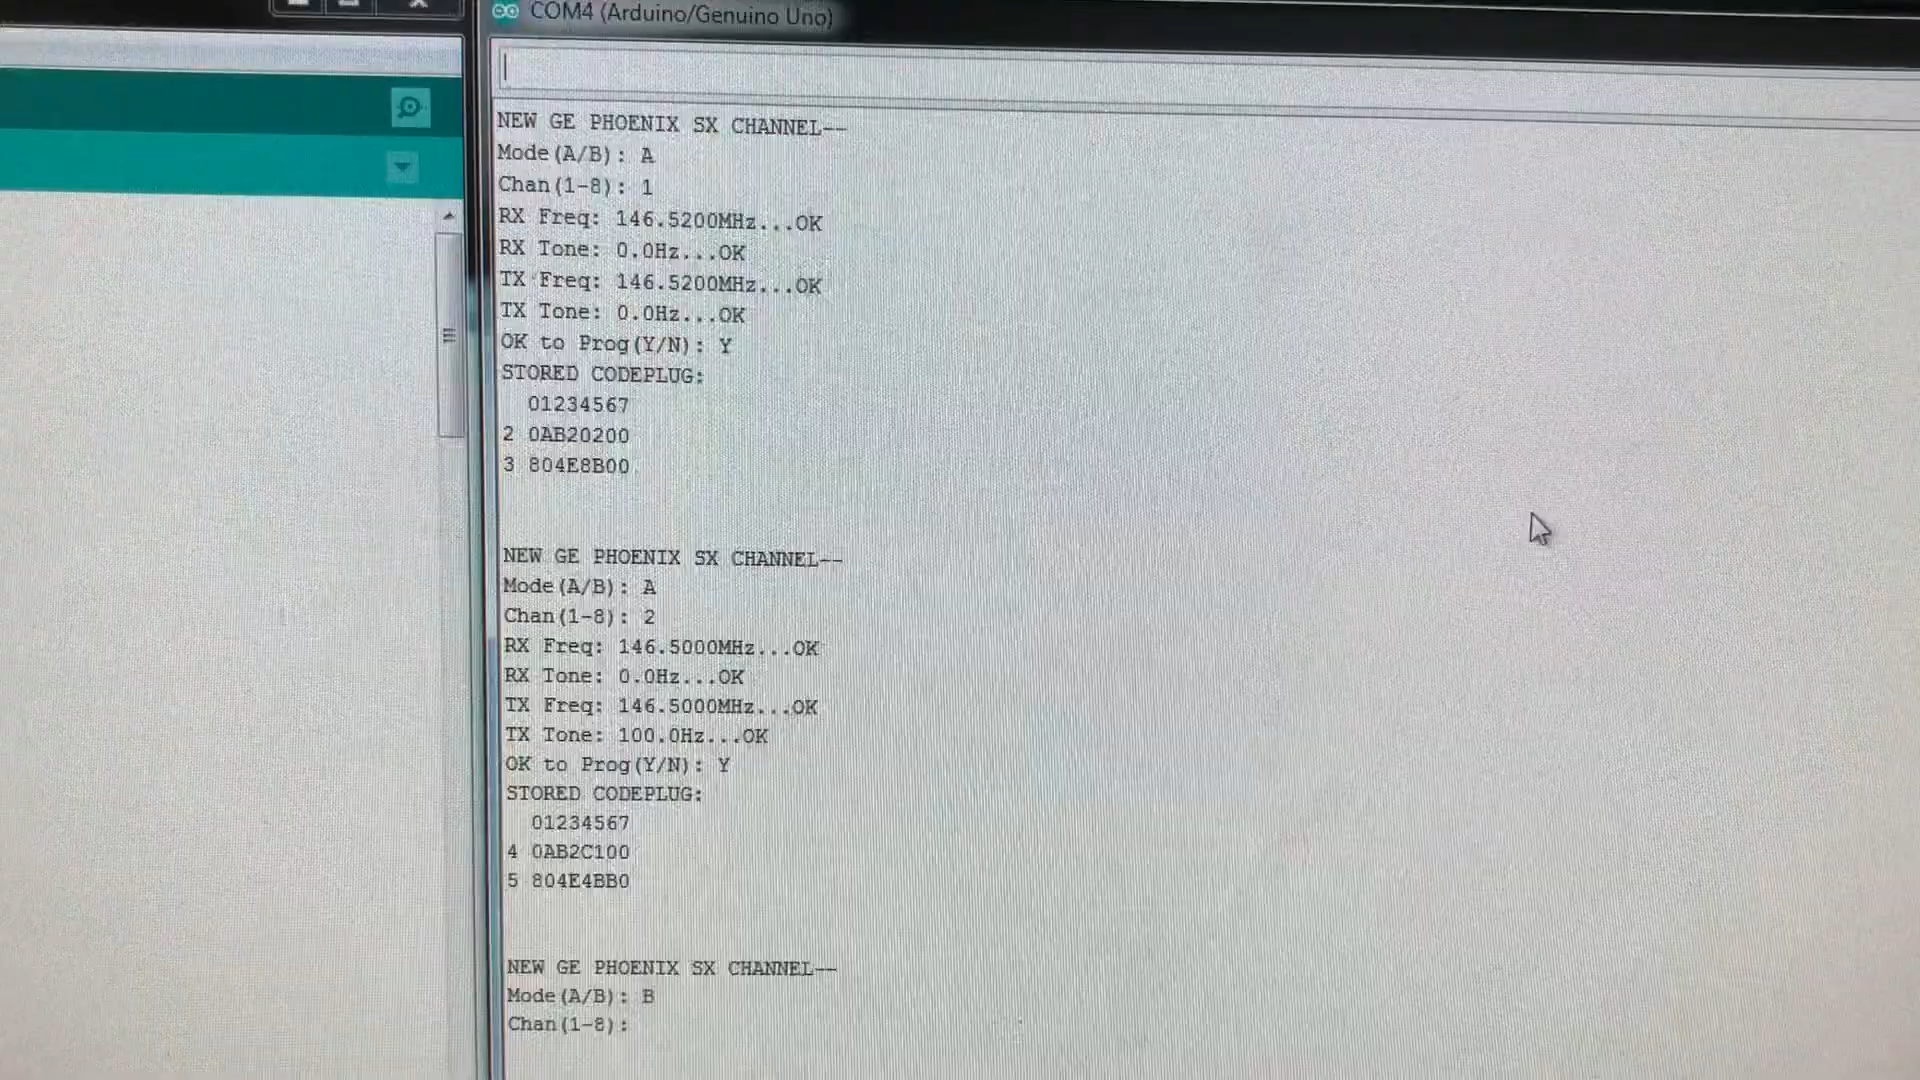 COM4 (Arduino/Genuino Uno)
NEW GE PHOENIX SX CHANNEL--
Mode(A/B): A
Chan(1-8): 1
RX Freq: 146.5200MHz...OK
RX Tone: 0.0Hz...OK
TX Freq: 146.5200MHz...OK
TX Tone: 0.0Hz...OK
OK to Prog(Y/N): Y
STORED CODEPLUG:
01234567
2 0AB20200
3 804E8B00
NEW GE PHOENIX SX CHANNEL--
Mode(A/B): A
Chan(1-8): 2
RX Freq: 146.5000MHz...OK
RX Tone: 0.0Hz...OK
TX Freq: 146.5000MHz...OK
TX Tone: 100.0Hz...OK
OK to Prog(Y/N): Y
STORED CODEPLUG:
01234567
4 0AB2C100
5 804E4BB0
NEW GE PHOENIX SX CHANNEL--
Mode(A/B): B
Chan(1-8):